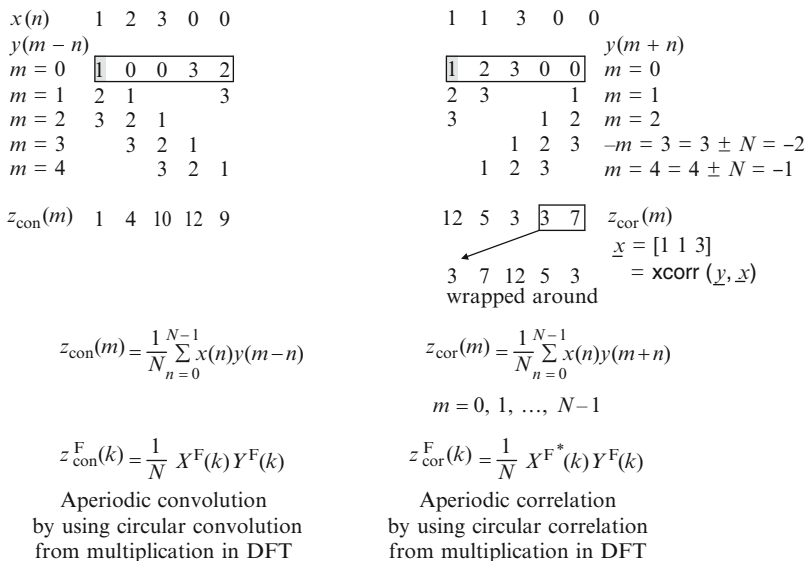 x(n) 1 2 3 0 0
y(m − n)
m = 0 1 0 0 3 2
m = 1 2 1 3
m = 2 3 2 1
m = 3 3 2 1
m = 4 3 2 1
z_con(m) 1 4 10 12 9
1 1 3 0 0
y(m + n)
1 2 3 0 0 m = 0
2 3 1 m = 1
3 1 2 m = 2
1 2 3 –m = 3 = 3 ± N = –2
1 2 3 m = 4 = 4 ± N = –1
12 5 3 3 7 z_cor(m)
x = [1 1 3]
3 7 12 5 3 = xcorr (y, x)
wrapped around
z_con(m) = 1/N Σ_{n = 0}^{N−1} x(n)y(m−n)
z_cor(m) = 1/N Σ_{n = 0}^{N−1} x(n)y(m+n)
m = 0, 1, ..., N−1
z^F_con(k) = 1/N X^F(k) Y^F(k)
z^F_cor(k) = 1/N X^F*(k) Y^F(k)
Aperiodic convolution
by using circular convolution
from multiplication in DFT
Aperiodic correlation
by using circular correlation
from multiplication in DFT